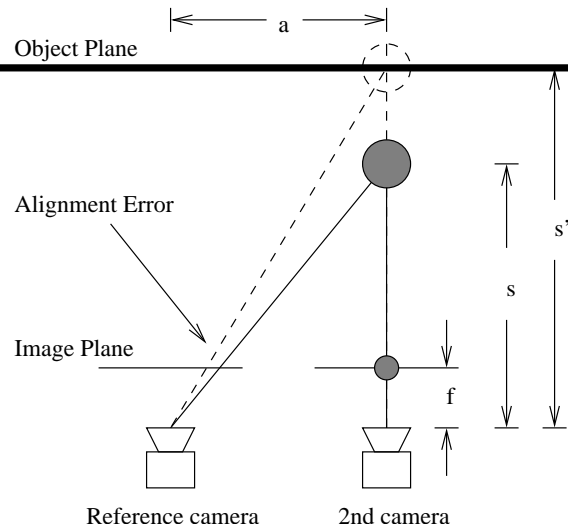 a
Object Plane
Alignment Error
s'
s
Image Plane
f
Reference camera
2nd camera